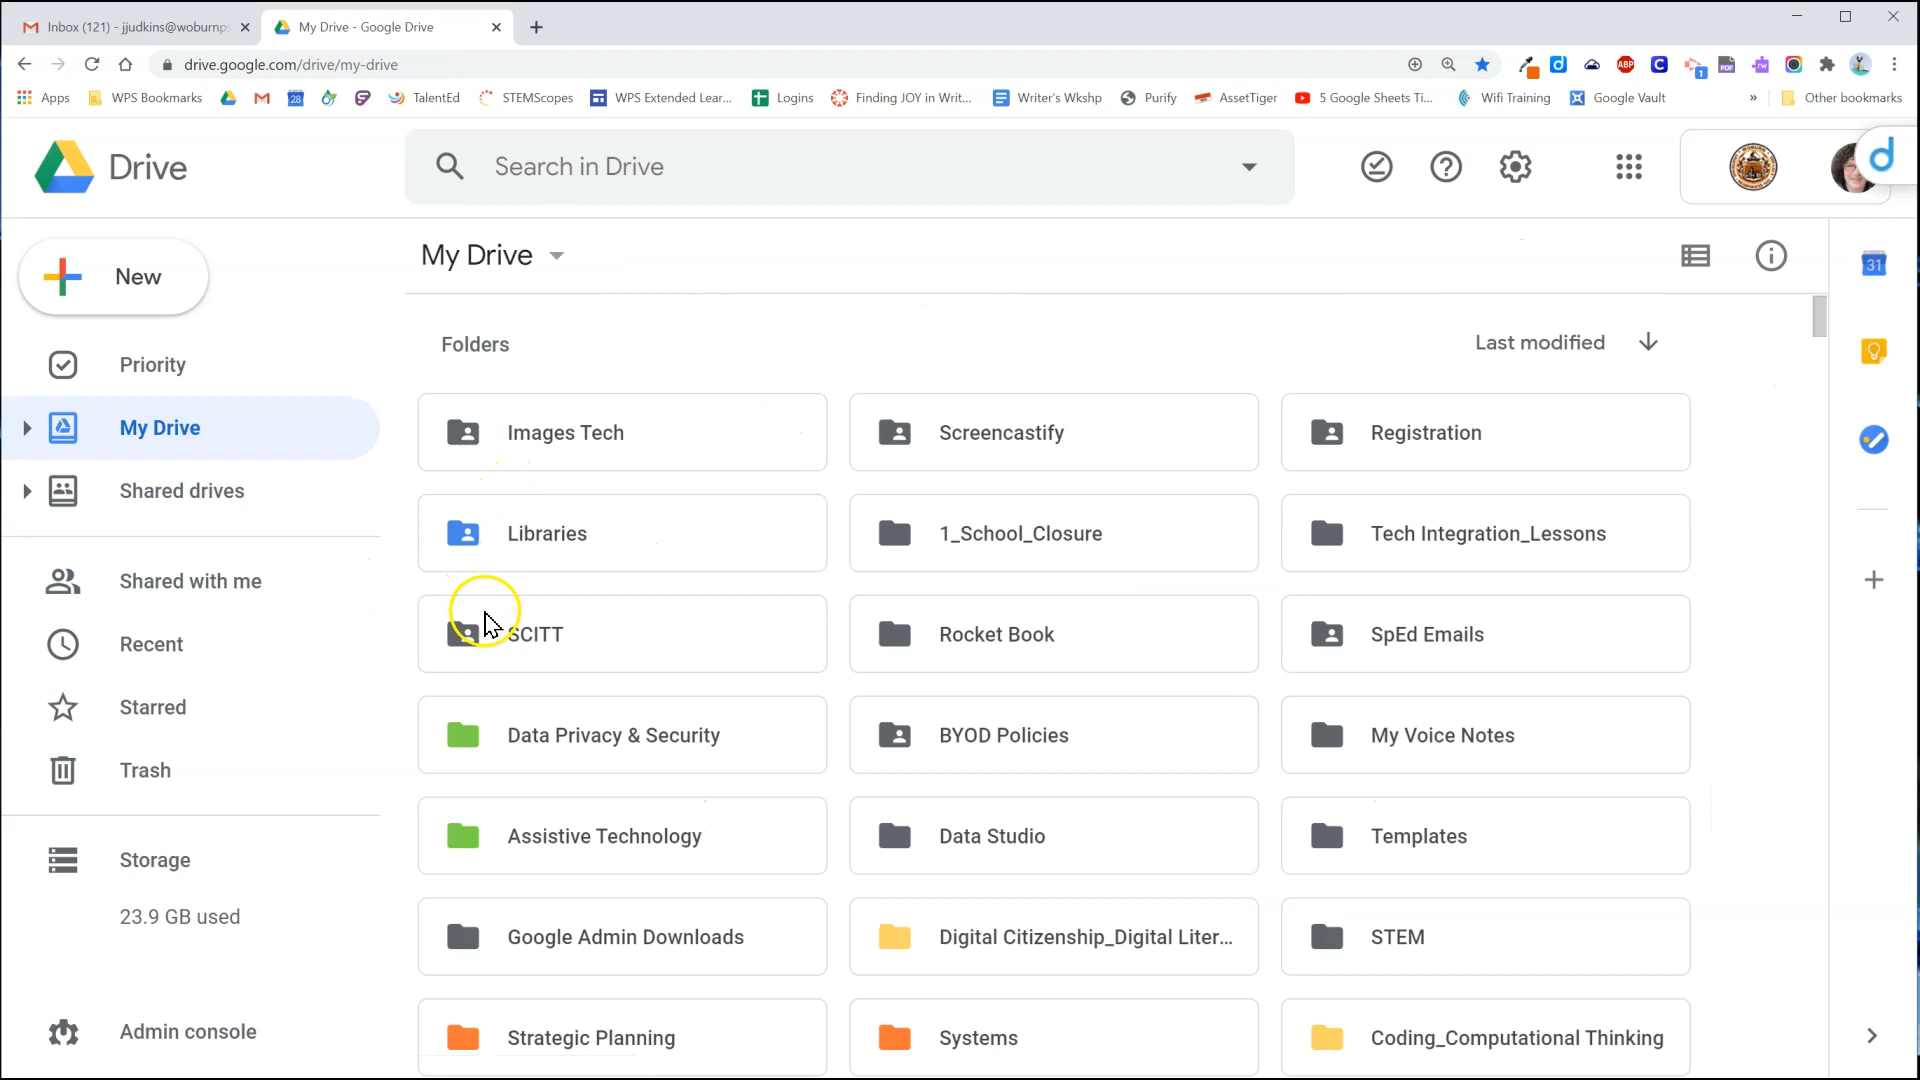 Inbox (121) - jjudkins@woburnps
My Drive - Google Drive
drive.google.com/drive/my-drive
Apps
WPS Bookmarks
28
TalentEd
STEMScopes
WPS Extended Lear...
Logins
Finding JOY in Writ...
Writer's Wkshp
Purify
AssetTiger
5 Google Sheets Ti...
Wifi Training
Google Vault
»
Other bookmarks
Drive
Search in Drive
d
New
My Drive
31
Priority
My Drive
Shared drives
Shared with me
Recent
Starred
Trash
Storage
23.9 GB used
Admin console
Folders
Last modified
Images Tech
Screencastify
Registration
Libraries
1_School_Closure
Tech Integration_Lessons
SCITT
Rocket Book
SpEd Emails
Data Privacy & Security
BYOD Policies
My Voice Notes
Assistive Technology
Data Studio
Templates
Google Admin Downloads
Digital Citizenship_Digital Liter...
STEM
Strategic Planning
Systems
Coding_Computational Thinking